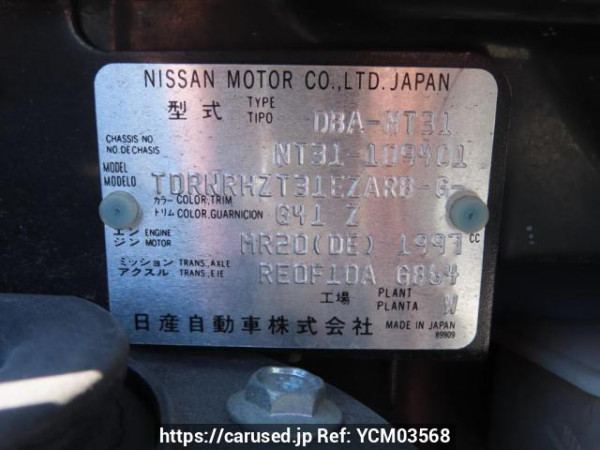 NISSAN MOTOR CO.,LTD. JAPAN
型式 TYPE TIPO DBA-NT31
CHASSIS NO. NO.DE CHASIS NT31-109401
MODEL MODELO TDRNRHZT31EZARB-G-
カラー COLOR,TRIM トリム COLOR,GUARNICION G41 Z
エンジン ENGINE MOTOR MR20(DE) 1997 CC
ミッション TRANS.,AXLE アクスル TRANS.,EJE RE0F10A G864
工場 PLANT PLANTA W
日産自動車株式会社 MADE IN JAPAN
89909
https://carused.jp Ref: YCM03568